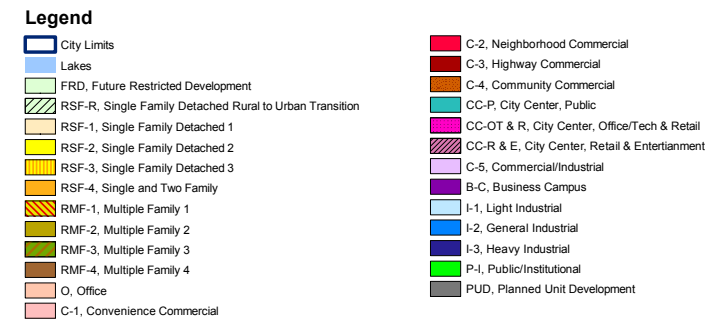 Legend
City Limits
Lakes
FRD, Future Restricted Development
RSF-R, Single Family Detached Rural to Urban Transition
RSF-1, Single Family Detached 1
RSF-2, Single Family Detached 2
RSF-3, Single Family Detached 3
RSF-4, Single and Two Family
RMF-1, Multiple Family 1
RMF-2, Multiple Family 2
RMF-3, Multiple Family 3
RMF-4, Multiple Family 4
O, Office
C-1, Convenience Commercial
C-2, Neighborhood Commercial
C-3, Highway Commercial
C-4, Community Commercial
CC-P, City Center, Public
CC-OT & R, City Center, Office/Tech & Retail
CC-R & E, City Center, Retail & Entertianment
C-5, Commercial/Industrial
B-C, Business Campus
I-1, Light Industrial
I-2, General Industrial
I-3, Heavy Industrial
P-I, Public/Institutional
PUD, Planned Unit Development